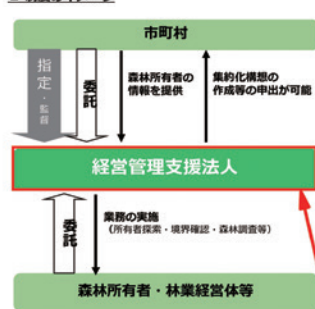 市町村
指定・監督
委託
森林所有者の
情報を提供
集約化構想の
作成等の申出が可能
経営管理支援法人
委託
業務の実施
（所有者探索・境界確認・森林調査等）
森林所有者・林業経営体等